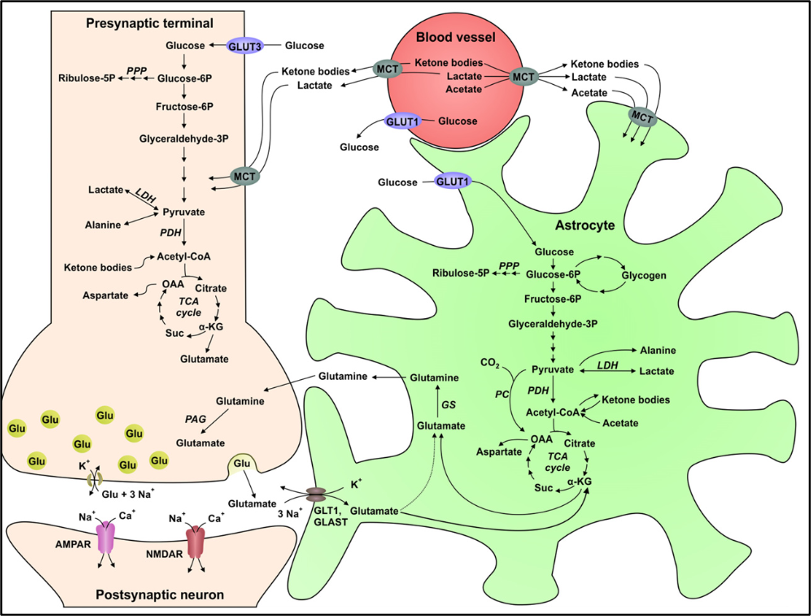 Presynaptic terminal
Glucose GLUT3 Glucose
Ribulose-5P PPP Glucose-6P
Fructose-6P
Glyceraldehyde-3P
Lactate LDH
Pyruvate
Alanine
PDH
Acetyl-CoA
Ketone bodies
OAA Citrate
Aspartate
TCA
cycle
Suc α-KG
Glutamate
Blood vessel
Ketone bodies MCT Ketone bodies MCT Ketone bodies
Lactate Lactate Lactate
Acetate Acetate
MCT
GLUT1 Glucose
Glucose
MCT
Glucose GLUT1
Astrocyte
Glucose
Ribulose-5P PPP Glucose-6P Glycogen
Fructose-6P
Glyceraldehyde-3P
CO2 Pyruvate Alanine
LDH Lactate
PC PDH
Acetyl-CoA Ketone bodies
Acetate
OAA Citrate
Aspartate
TCA
cycle
Suc α-KG
Glutamine Glutamine Glutamine
PAG GS
Glutamate Glutamate
Glu Glu Glu Glu
Glu Glu Glu
Glu
K+
Glu + 3 Na+
Glutamate 3 Na+ K+
GLT1,
GLAST
Glutamate
Na+ Ca+ Na+ Ca+
AMPAR NMDAR
Postsynaptic neuron